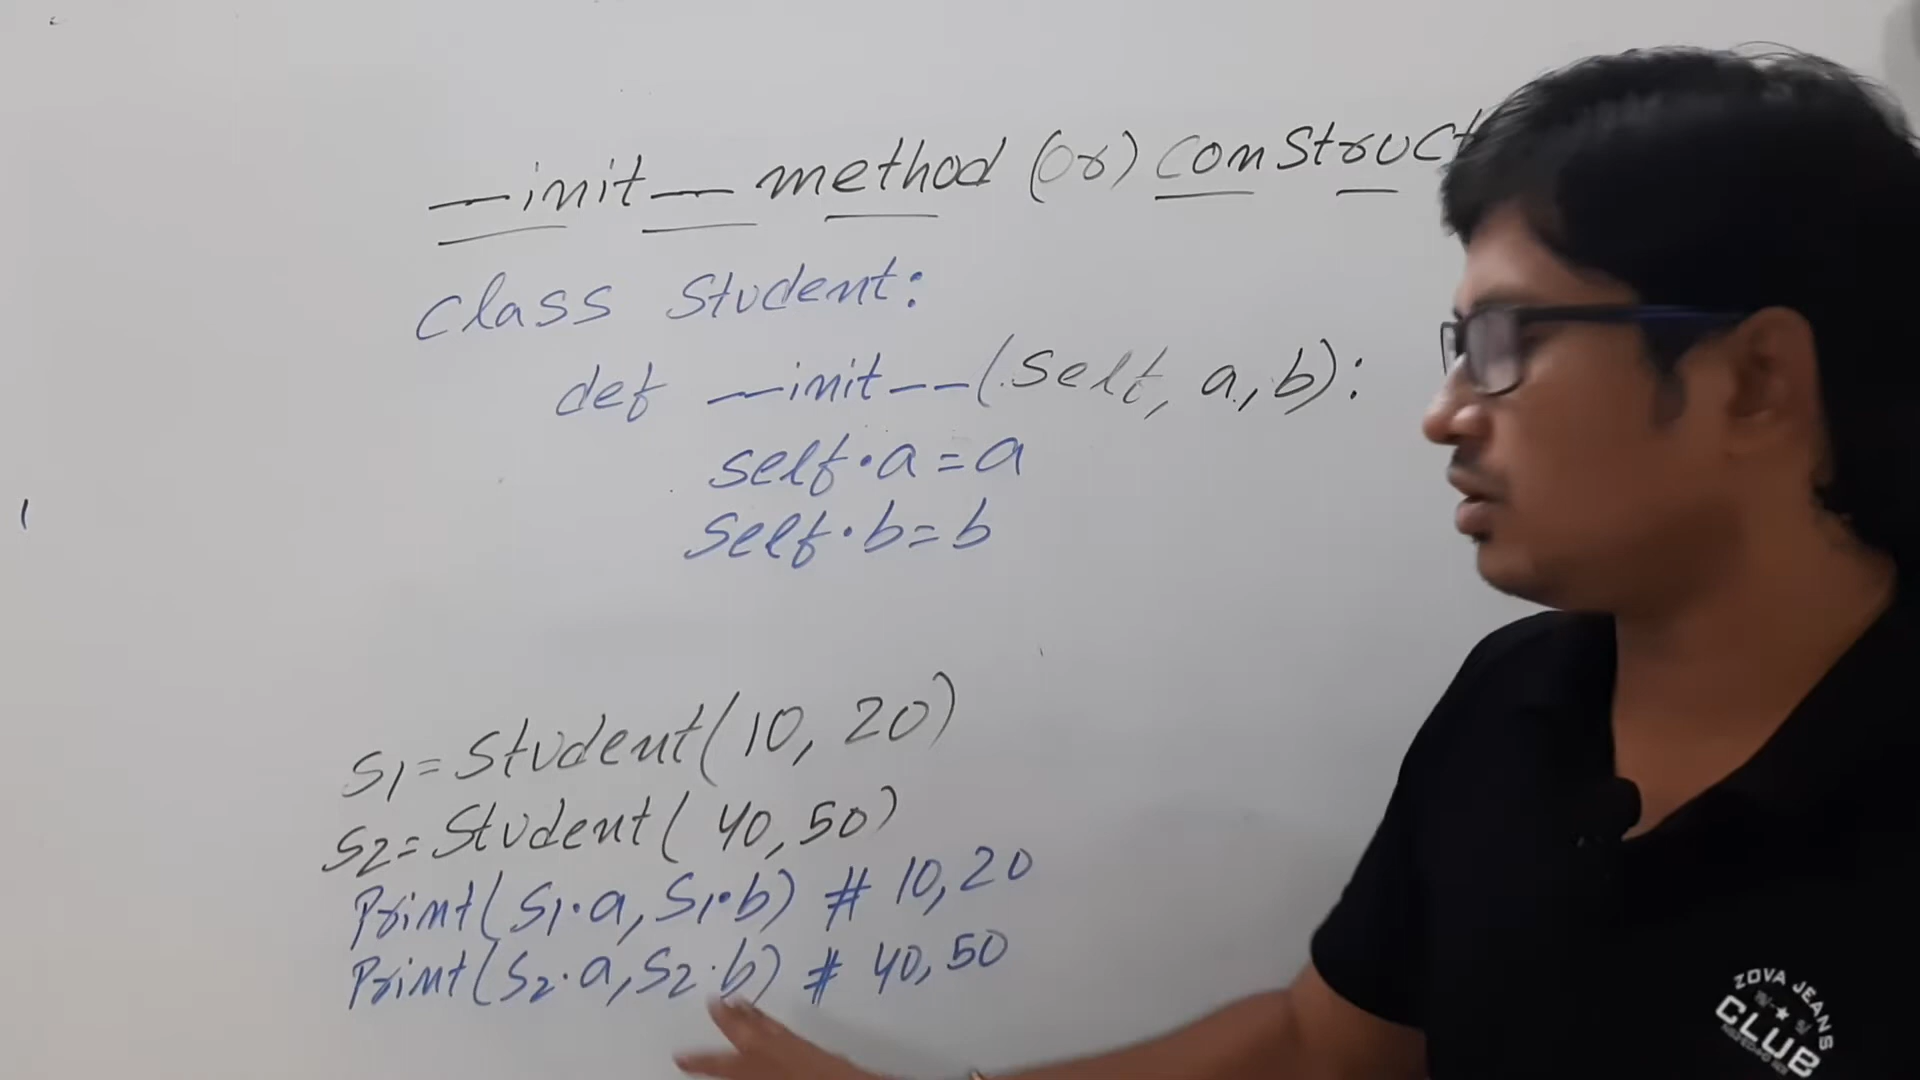 __init__ method (or) construct
class Student:
def __init__(self, a, b):
self.a = a
self.b = b
S1 = Student(10, 20)
S2 = Student(40, 50)
Print(S1.a, S1.b) # 10, 20
Print(S2.a, S2.b) # 40, 50
ZOVA JEANS
CLUB